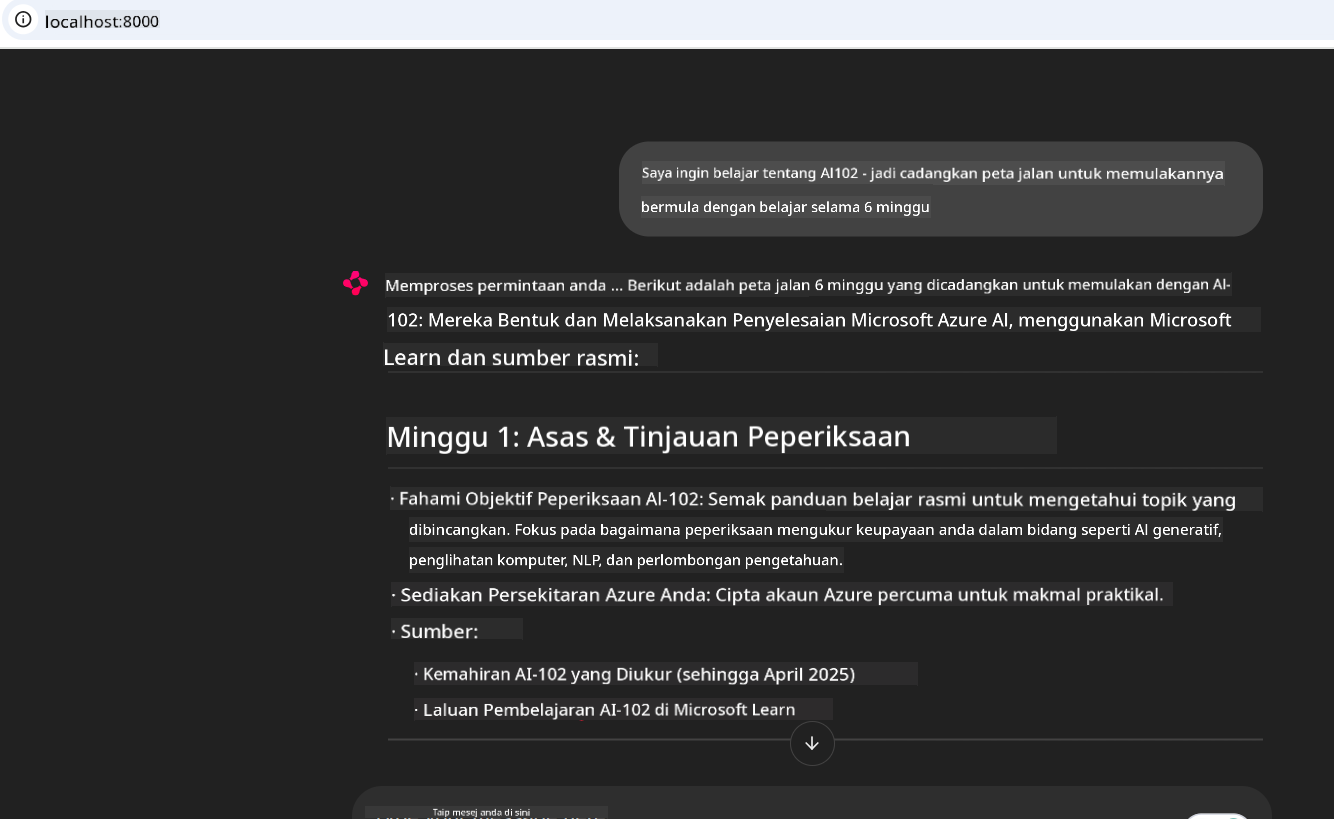 localhost:8000
Saya ingin belajar tentang AI102 - jadi cadangkan peta jalan untuk memulakannya
bermula dengan belajar selama 6 minggu
Memproses permintaan anda ... Berikut adalah peta jalan 6 minggu yang dicadangkan untuk memulakan dengan AI-
102: Mereka Bentuk dan Melaksanakan Penyelesaian Microsoft Azure AI, menggunakan Microsoft
Learn dan sumber rasmi:
Minggu 1: Asas & Tinjauan Peperiksaan
· Fahami Objektif Peperiksaan AI-102: Semak panduan belajar rasmi untuk mengetahui topik yang
dibincangkan. Fokus pada bagaimana peperiksaan mengukur keupayaan anda dalam bidang seperti AI generatif,
penglihatan komputer, NLP, dan perlombongan pengetahuan.
· Sediakan Persekitaran Azure Anda: Cipta akaun Azure percuma untuk makmal praktikal.
· Sumber:
· Kemahiran AI-102 yang Diukur (sehingga April 2025)
· Laluan Pembelajaran AI-102 di Microsoft Learn
Taip mesej anda di sini